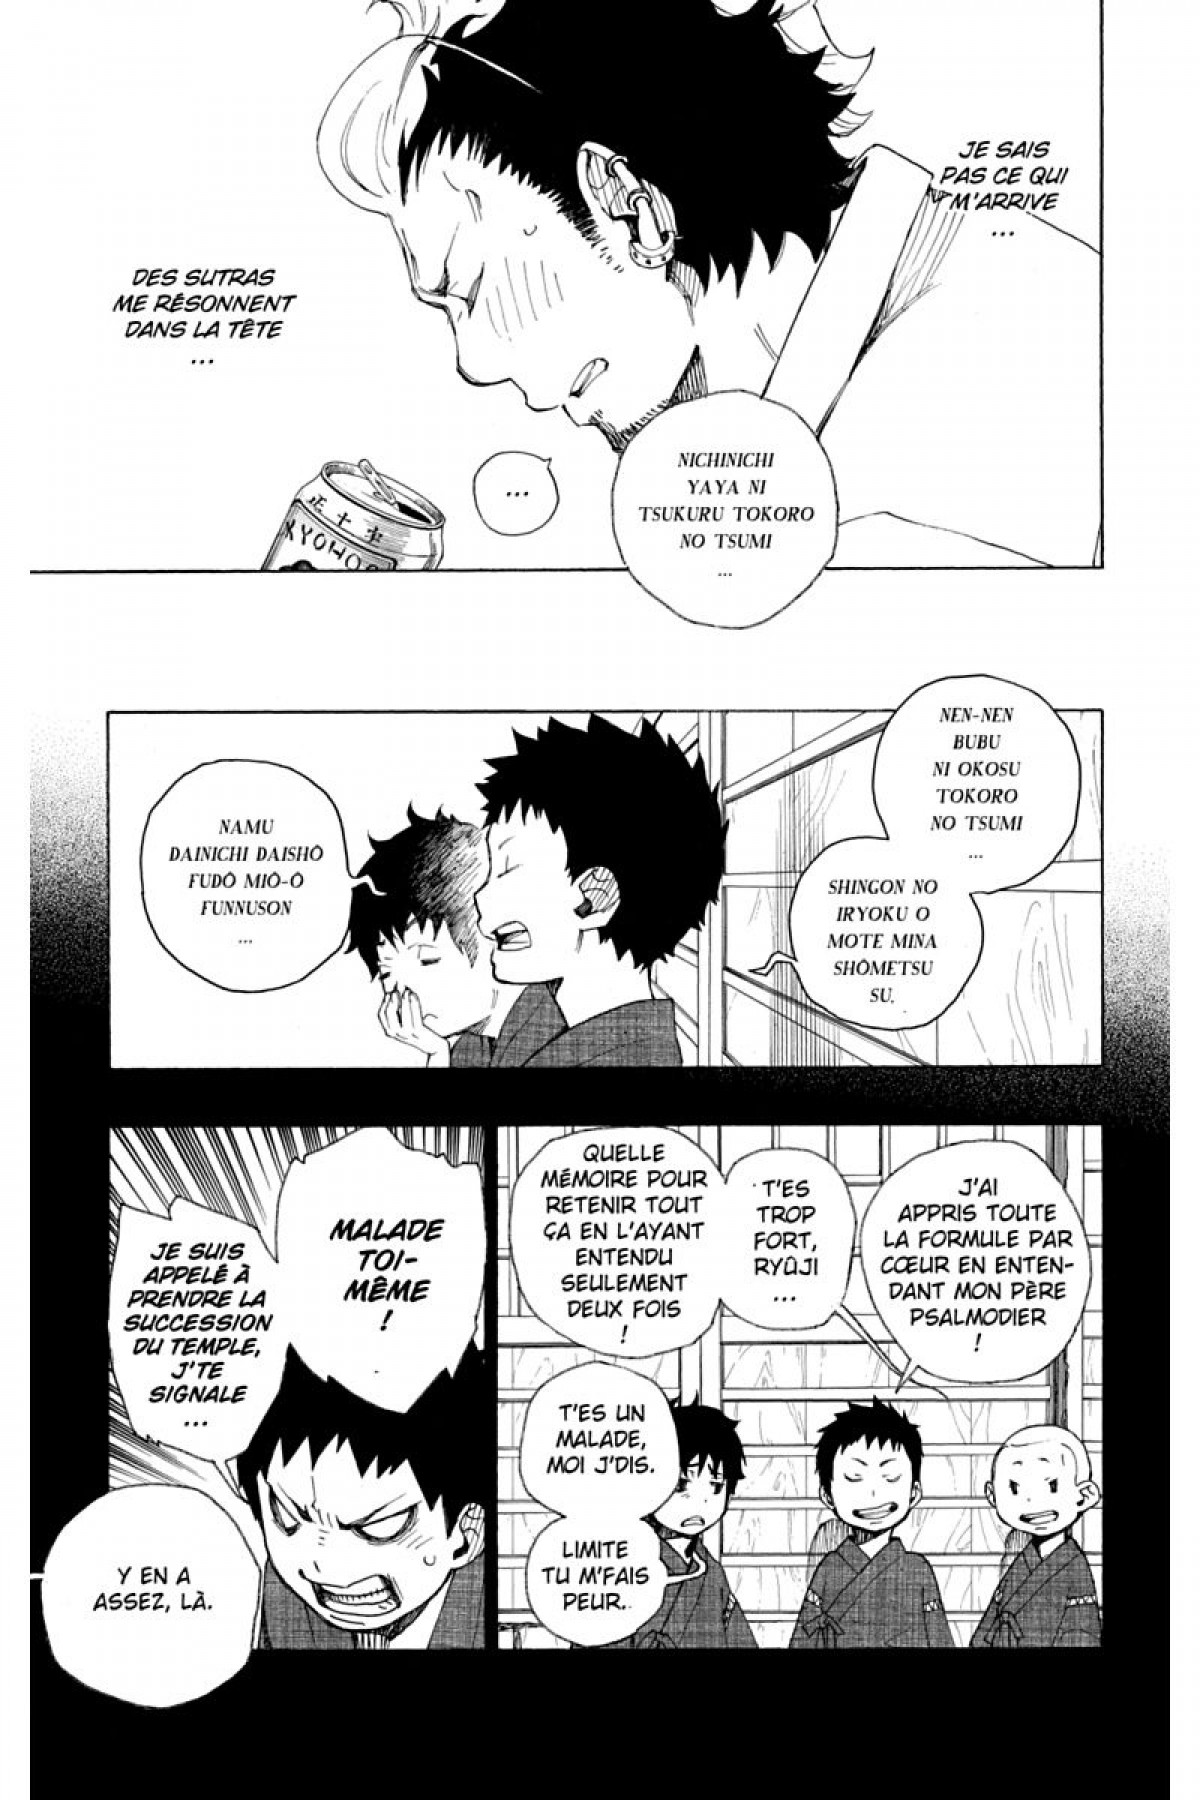 JE SAIS
PAS CE QUI
M'ARRIVE
...
DES SUTRAS
ME RÉSONNENT
DANS LA TÊTE
...
NICHINICHI
YAYA NI
TSUKURU TOKORO
NO TSUMI
...
...
正十字
KYOHO
NEN-NEN
BUBU
NI OKOSU
TOKORO
NO TSUMI
...
SHINGON NO
IRYOKU O
MOTE MINA
SHÔMETSU
SU.
NAMU
DAINICHI DAISHÔ
FUDÔ MIÔ-Ô
FUNNUSON
...
J'AI
APPRIS TOUTE
LA FORMULE PAR
CŒUR EN ENTEN-
DANT MON PÈRE
PSALMODIER
!
T'ES
TROP
FORT,
RYÛJI
...
QUELLE
MÉMOIRE POUR
RETENIR TOUT
ÇA EN L'AYANT
ENTENDU
SEULEMENT
DEUX FOIS
!
T'ES UN
MALADE,
MOI J'DIS.
LIMITE
TU M'FAIS
PEUR.
MALADE
TOI-
MÊME
!
JE SUIS
APPELÉ À
PRENDRE LA
SUCCESSION
DU TEMPLE,
J'TE
SIGNALE
...
Y EN A
ASSEZ, LÀ.